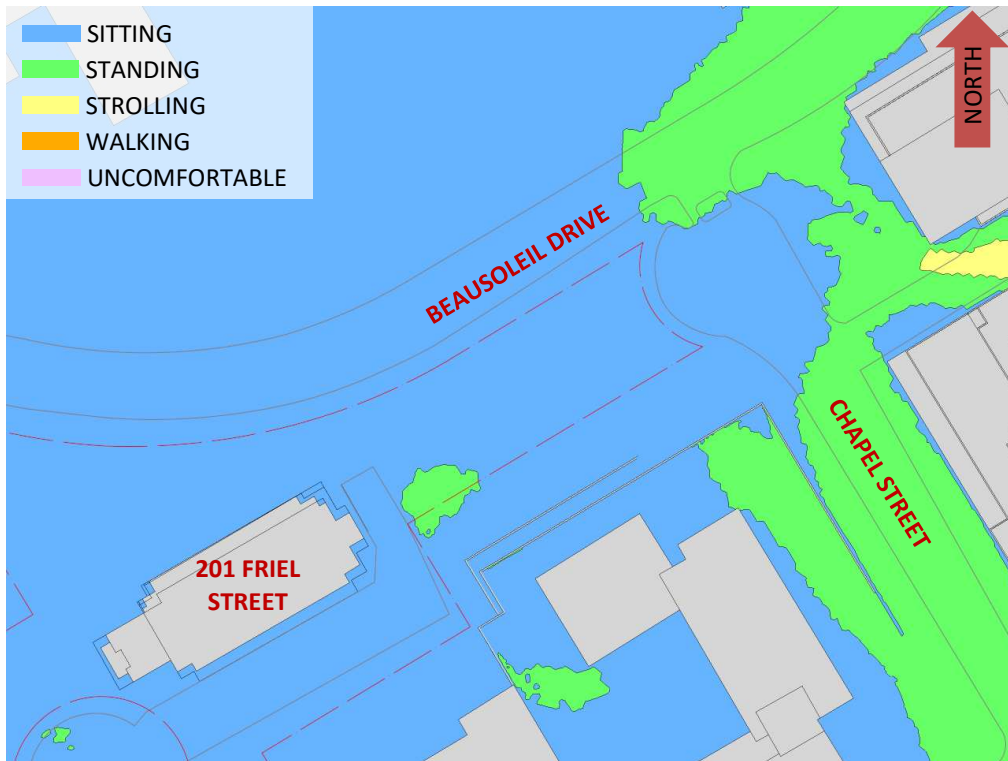 SITTING
STANDING
STROLLING
WALKING
UNCOMFORTABLE
NORTH
BEAUSOLEIL DRIVE
CHAPEL STREET
201 FRIEL
STREET